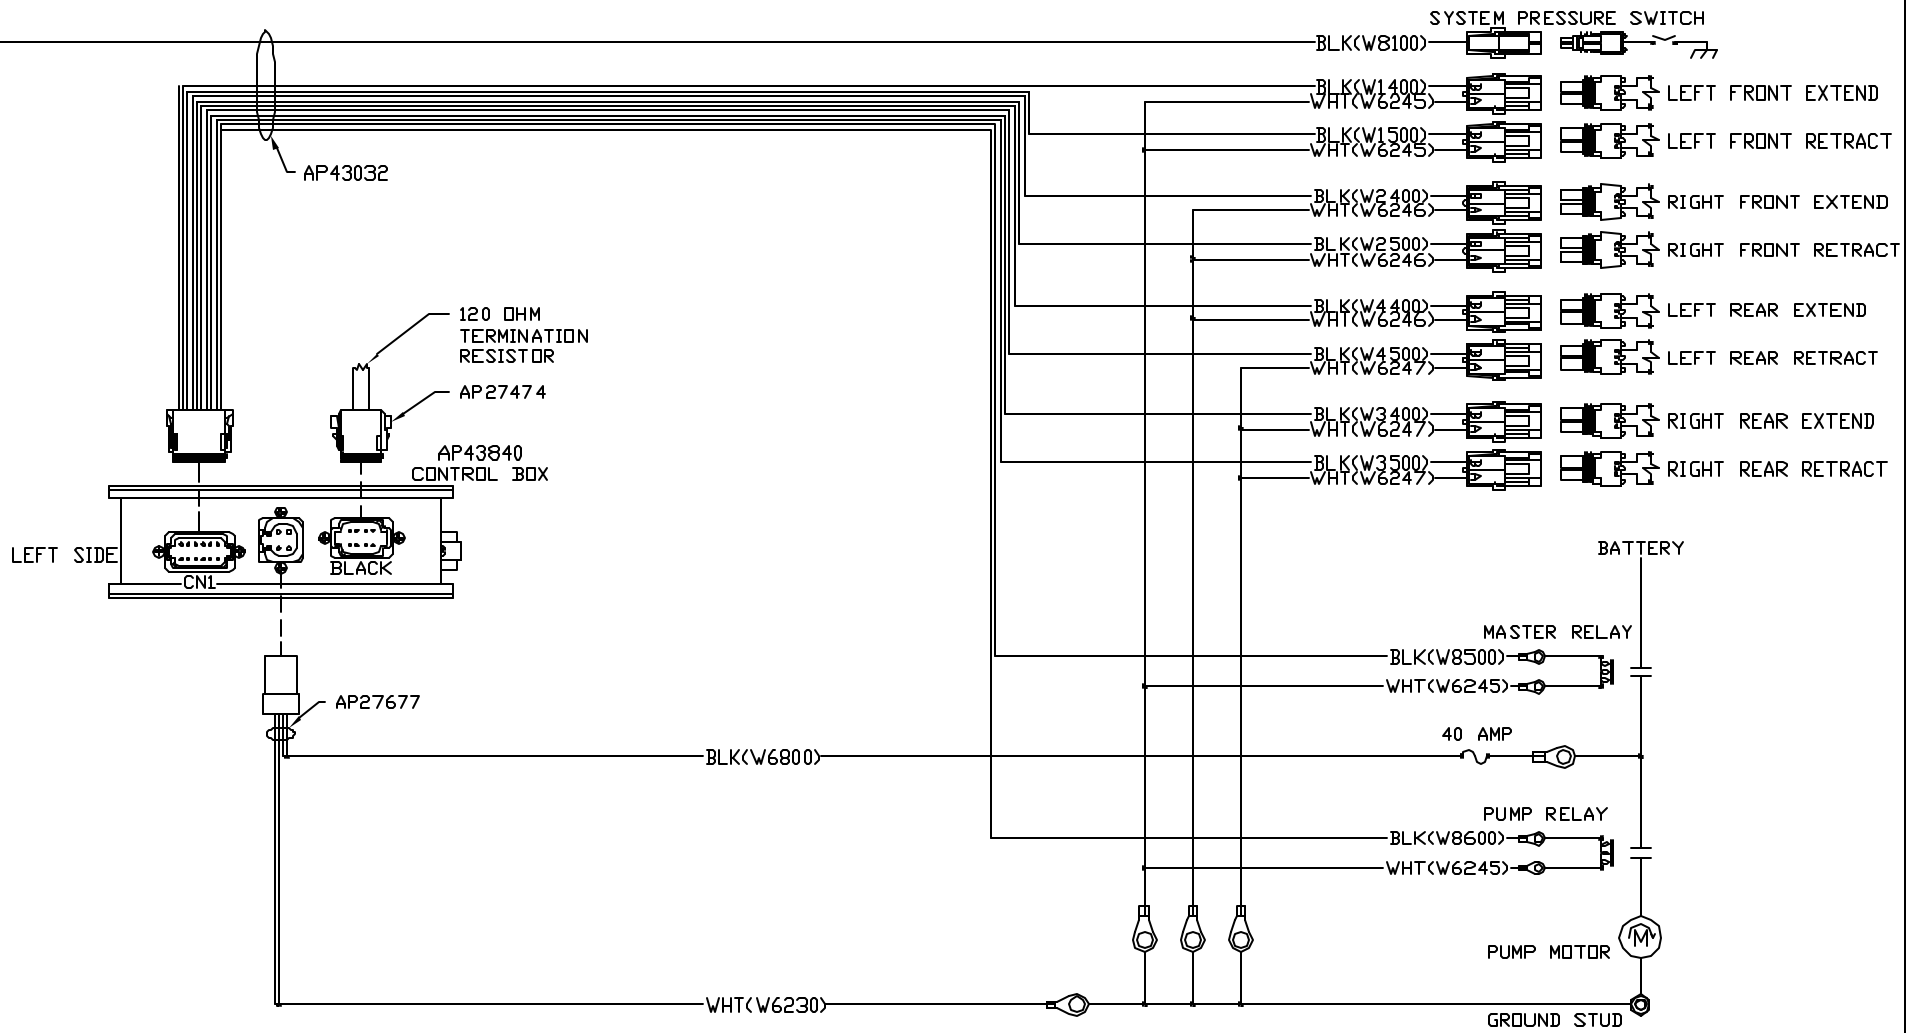 SYSTEM PRESSURE SWITCH
BLK(W8100)
BLK(W1400)
WHT(W6245)
B
A
LEFT FRONT EXTEND
BLK(W1500)
WHT(W6245)
B
A
LEFT FRONT RETRACT
AP43032
BLK(W2400)
WHT(W6246)
B
A
RIGHT FRONT EXTEND
BLK(W2500)
WHT(W6246)
B
A
RIGHT FRONT RETRACT
120 OHM
TERMINATION
RESISTOR
BLK(W4400)
WHT(W6246)
B
A
LEFT REAR EXTEND
BLK(W4500)
WHT(W6247)
B
A
LEFT REAR RETRACT
AP27474
BLK(W3400)
WHT(W6247)
B
A
RIGHT REAR EXTEND
AP43840
CONTROL BOX
BLK(W3500)
WHT(W6247)
B
A
RIGHT REAR RETRACT
LEFT SIDE
CN1
BLACK
BATTERY
MASTER RELAY
BLK(W8500)
WHT(W6245)
AP27677
40 AMP
BLK(W6800)
PUMP RELAY
BLK(W8600)
WHT(W6245)
M
PUMP MOTOR
WHT(W6230)
GROUND STUD